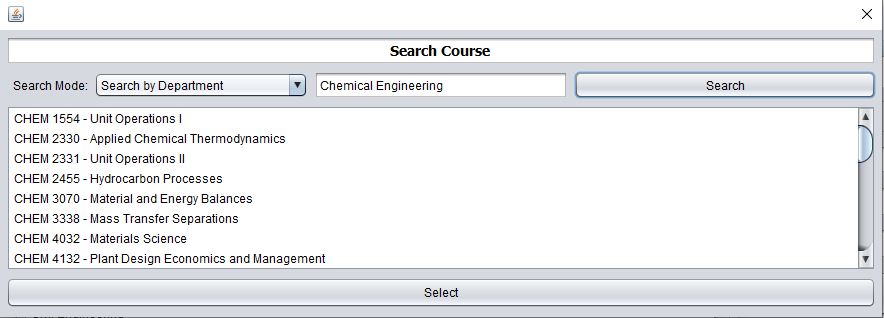 Search Course
Search Mode: Search by Department Chemical Engineering Search
CHEM 1554 - Unit Operations I
CHEM 2330 - Applied Chemical Thermodynamics
CHEM 2331 - Unit Operations II
CHEM 2455 - Hydrocarbon Processes
CHEM 3070 - Material and Energy Balances
CHEM 3338 - Mass Transfer Separations
CHEM 4032 - Materials Science
CHEM 4132 - Plant Design Economics and Management
Select